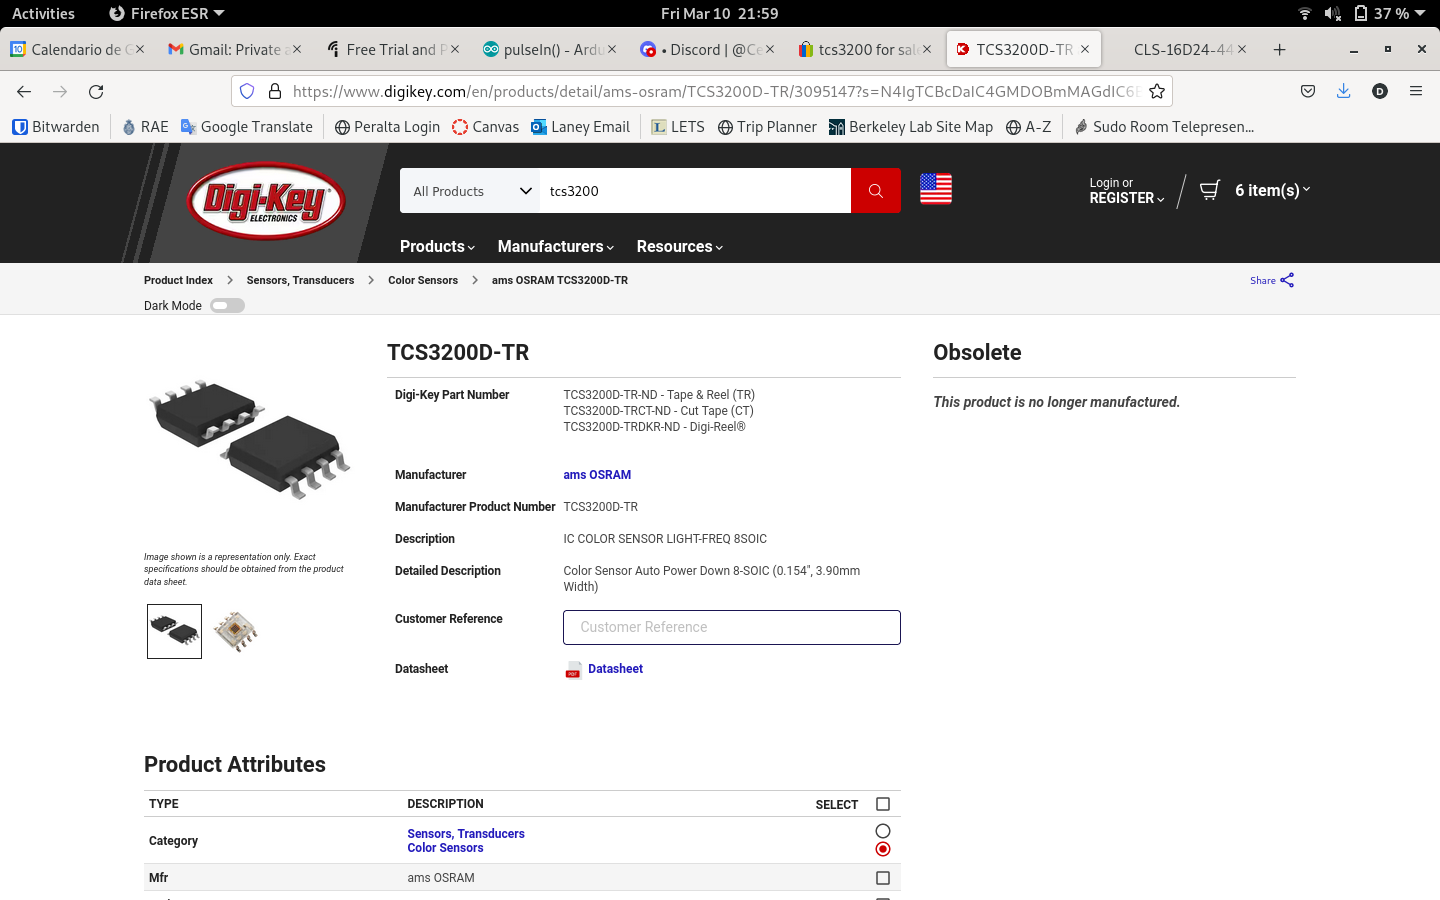 Activities
Firefox ESR
Fri Mar 10 21:59
37 %
Calendario de G
Gmail: Private a
Free Trial and P
pulseIn() - Ardu
• Discord | @Ce
tcs3200 for sal
TCS3200D-TR
CLS-16D24-44
https://www.digikey.com/en/products/detail/ams-osram/TCS3200D-TR/3095147?s=N4IgTCBcDaIC4GMDOBmMAGdIC6B
D
Bitwarden
RAE
Google Translate
Peralta Login
Canvas
Laney Email
LETS
Trip Planner
Berkeley Lab Site Map
A-Z
Sudo Room Telepresen...
Digi-Key
ELECTRONICS
All Products
tcs3200
Login or
REGISTER
6 item(s)
Products
Manufacturers
Resources
Product Index
Sensors, Transducers
Color Sensors
ams OSRAM TCS3200D-TR
Share
Dark Mode
TCS3200D-TR
Obsolete
Digi-Key Part Number
TCS3200D-TR-ND - Tape & Reel (TR)
TCS3200D-TRCT-ND - Cut Tape (CT)
TCS3200D-TRDKR-ND - Digi-Reel®
This product is no longer manufactured.
Manufacturer
ams OSRAM
Manufacturer Product Number
TCS3200D-TR
Description
IC COLOR SENSOR LIGHT-FREQ 8SOIC
Detailed Description
Color Sensor Auto Power Down 8-SOIC (0.154", 3.90mm
Width)
Image shown is a representation only. Exact
specifications should be obtained from the product
data sheet.
Customer Reference
Customer Reference
Datasheet
Datasheet
Product Attributes
TYPE
DESCRIPTION
SELECT
Category
Sensors, Transducers
Color Sensors
Mfr
ams OSRAM